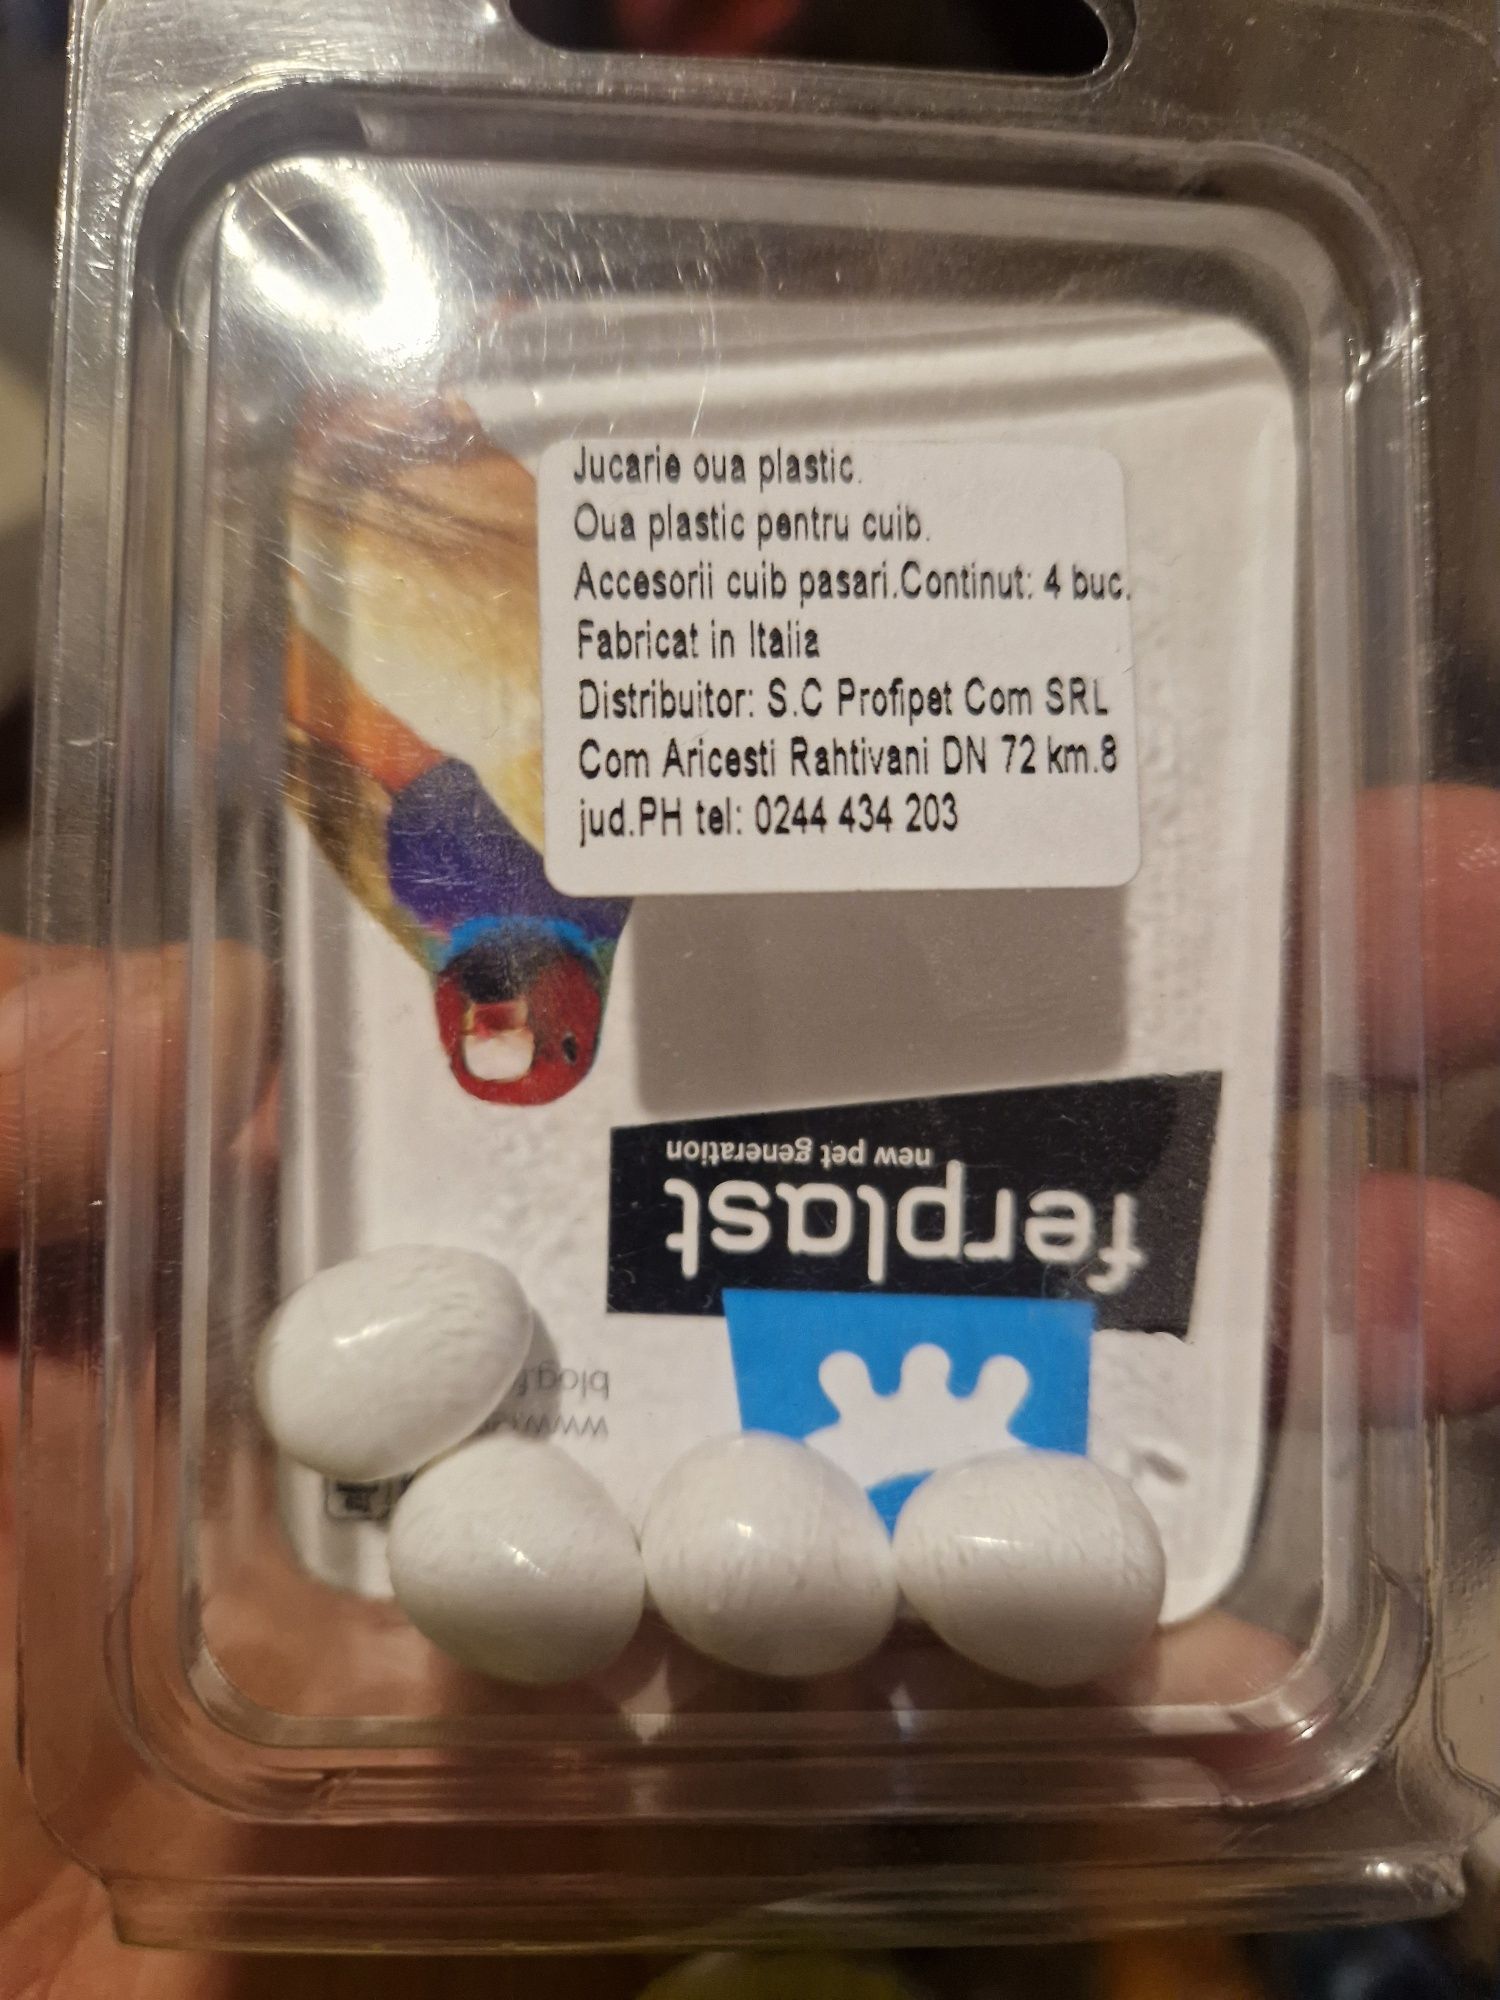 Jucarie oua plastic.
Oua plastic pentru cuib.
Accesorii cuib pasari.Continut: 4 buc.
Fabricat in Italia
Distribuitor: S.C Profipet Com SRL
Com Aricesti Rahtivani DN 72 km.8
jud.PH tel: 0244 434 203
new pet generation
ferplast